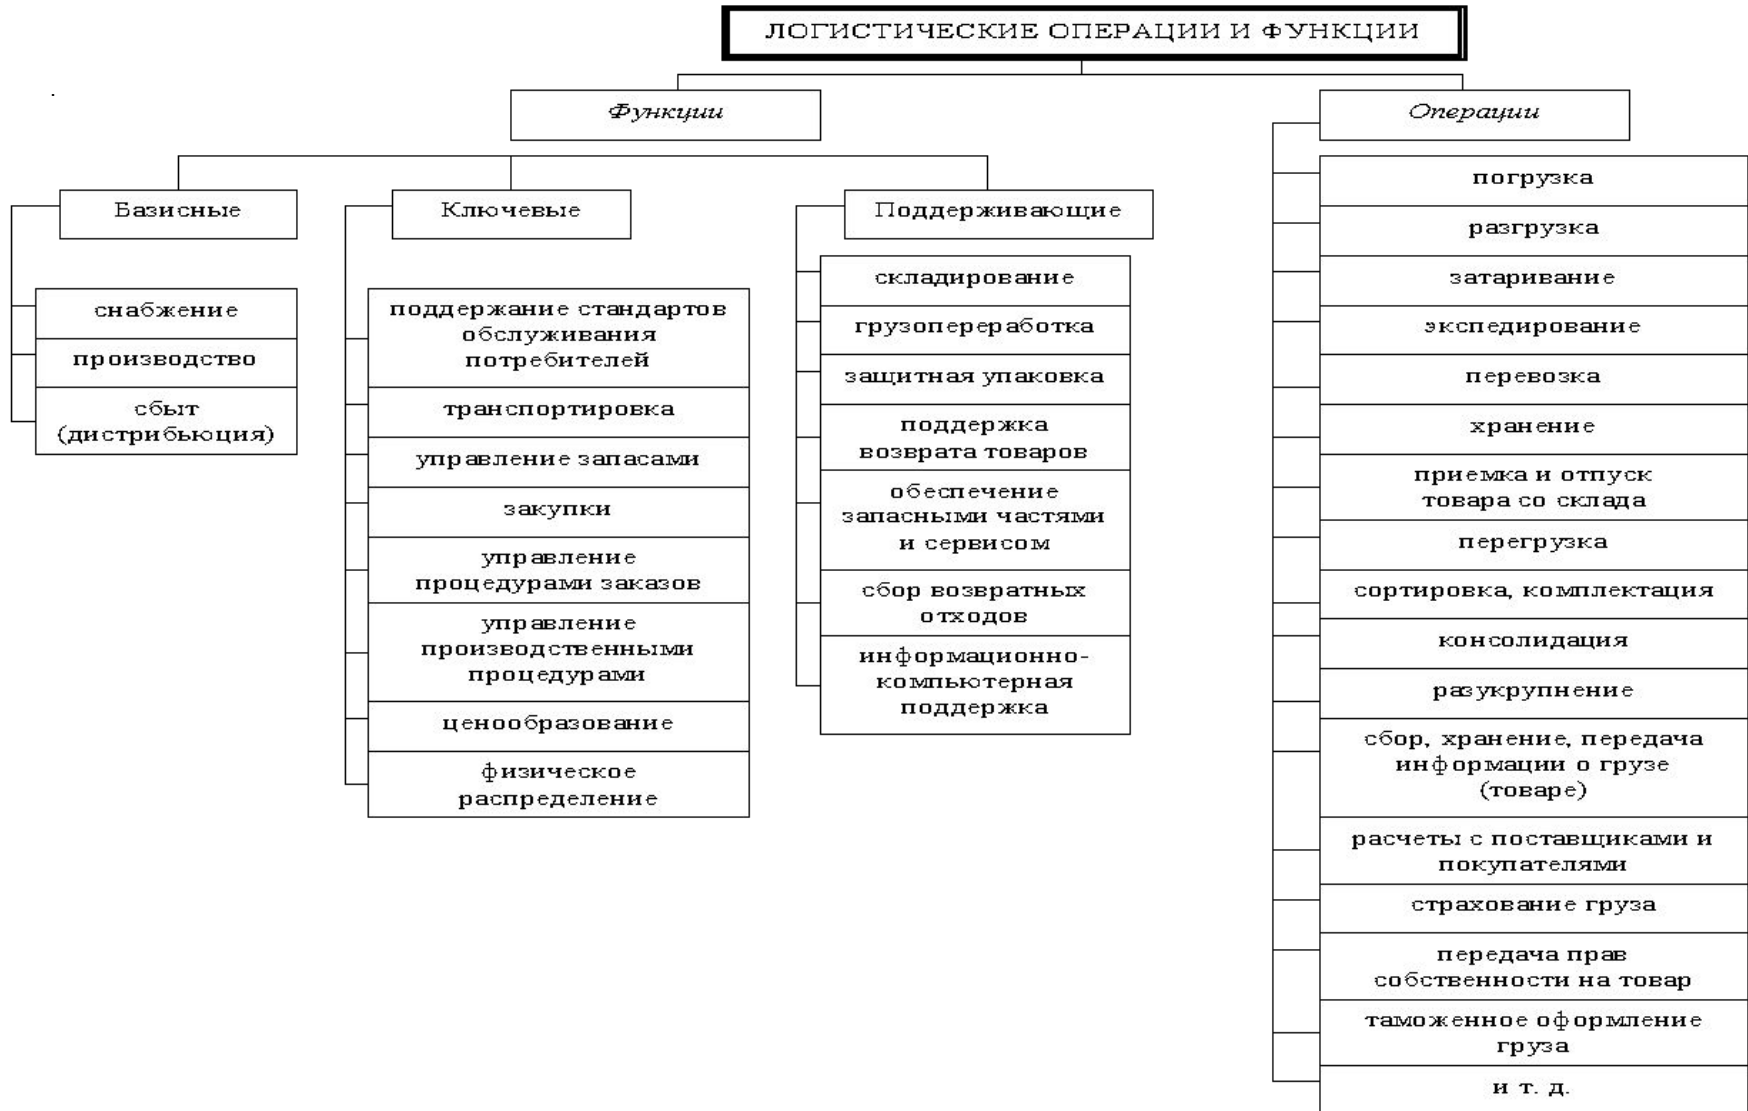 ЛОГИСТИЧЕСКИЕ ОПЕРАЦИИ И ФУНКЦИИ
Функции
Операции
Базисные
снабжение
производство
сбыт
(дистрибьюция)
Ключевые
поддержание стандартов
обслуживания
потребителей
транспортировка
управление запасами
закупки
управление
процедурами заказов
управление
производственными
процедурами
ценообразование
физическое
распределение
Поддерживающие
складирование
грузопереработка
защитная упаковка
поддержка
возврата товаров
обеспечение
запасными частями
и сервисом
сбор возвратных
отходов
информационно-
компьютерная
поддержка
погрузка
разгрузка
затаривание
экспедирование
перевозка
хранение
приемка и отпуск
товара со склада
перегрузка
сортировка, комплектация
консолидация
разукрупнение
сбор, хранение, передача
информации о грузе
(товаре)
расчеты с поставщиками и
покупателями
страхование груза
передача прав
собственности на товар
таможенное оформление
груза
и т. д.